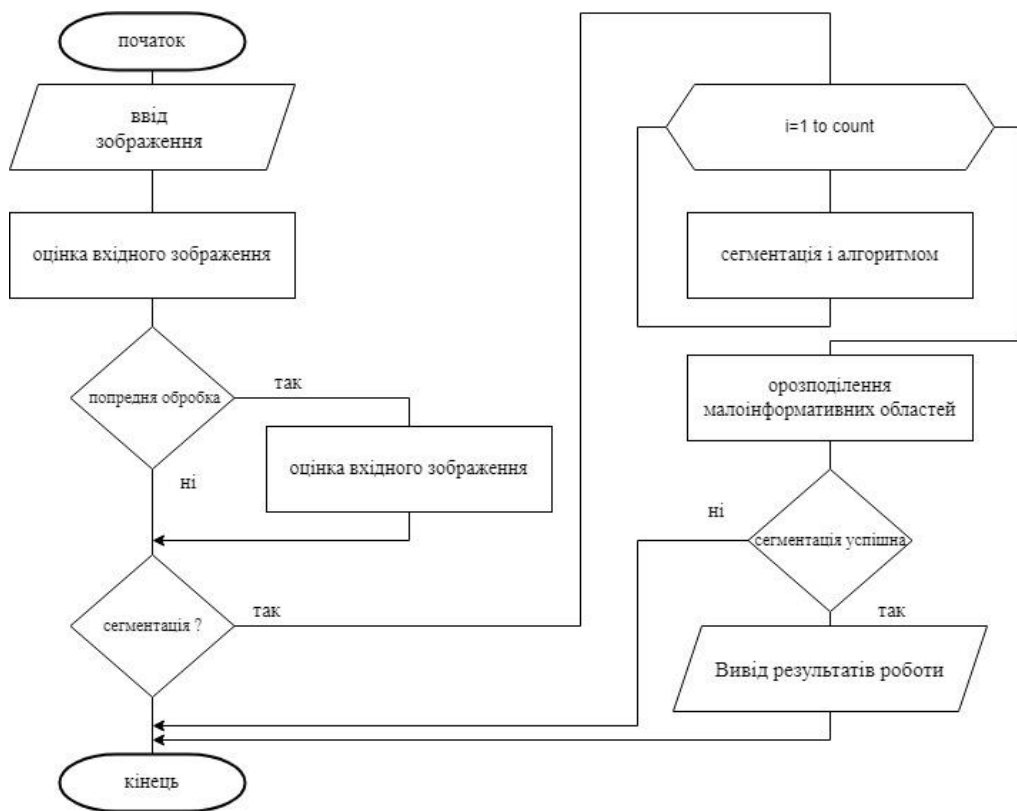 початок
ввід
зображення
оцінка вхідного зображення
попредня обробка
так
оцінка вхідного зображення
ні
сегментація ?
так
i=1 to count
сегментація і алгоритмом
орозподілення
малоінформативних областей
сегментація успішна
ні
так
Вивід результатів роботи
кінець